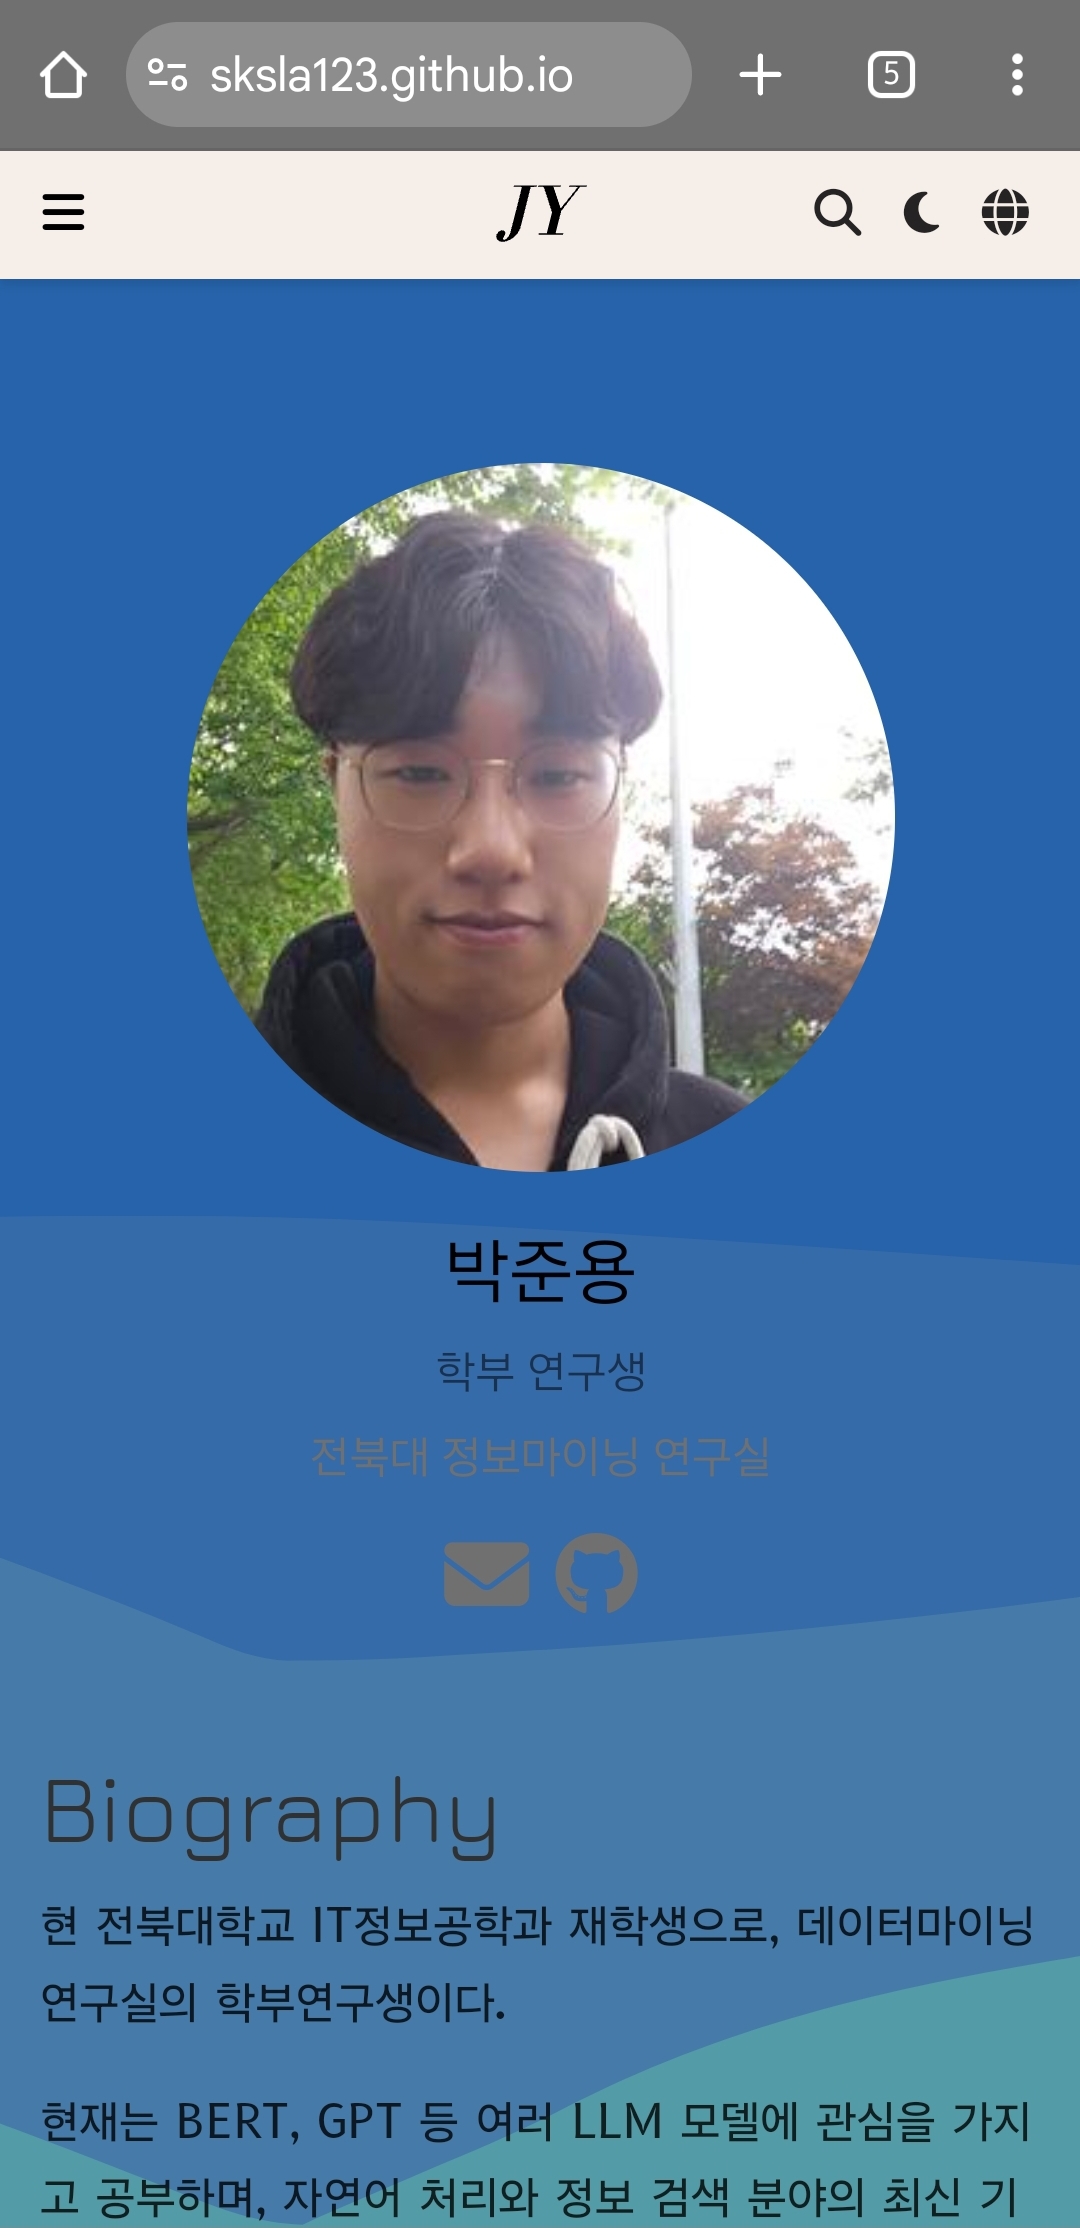 sksla123.github.io
5
JY
박준용
학부 연구생
전북대 정보마이닝 연구실
Biography
현 전북대학교 IT정보공학과 재학생으로, 데이터마이닝
연구실의 학부연구생이다.
현재는 BERT, GPT 등 여러 LLM 모델에 관심을 가지
고 공부하며, 자연어 처리와 정보 검색 분야의 최신 기